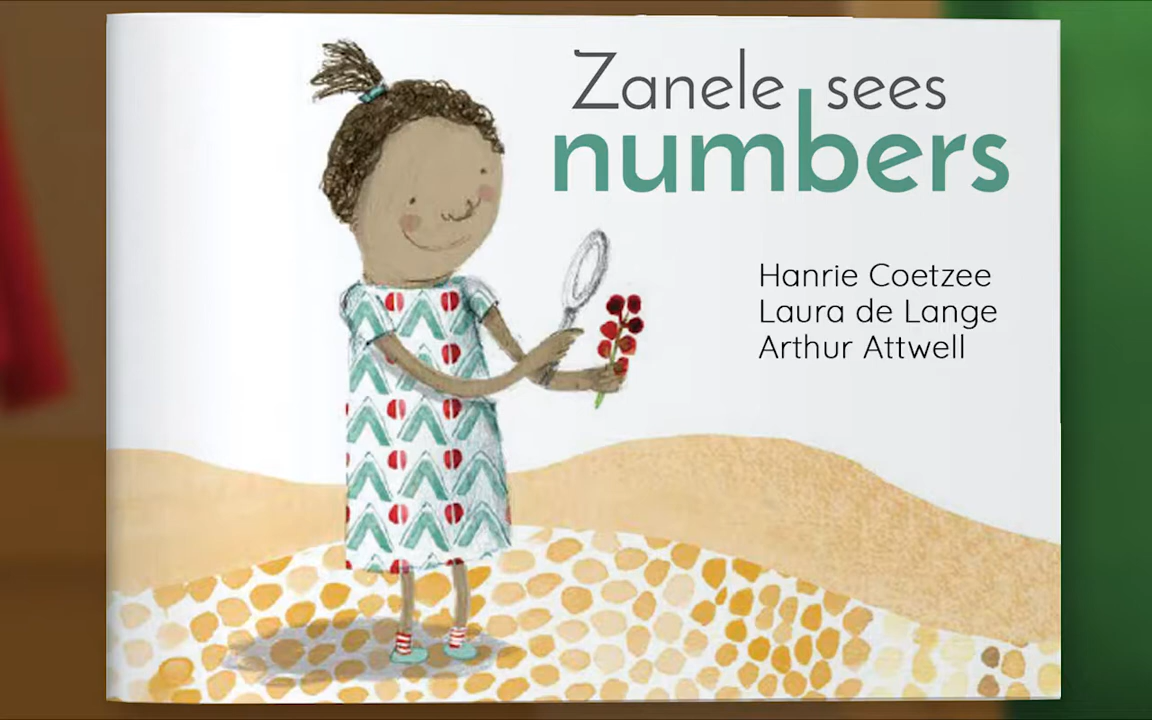 Zanele sees
numbers
Hanrie Coetzee
Laura de Lange
Arthur Attwell